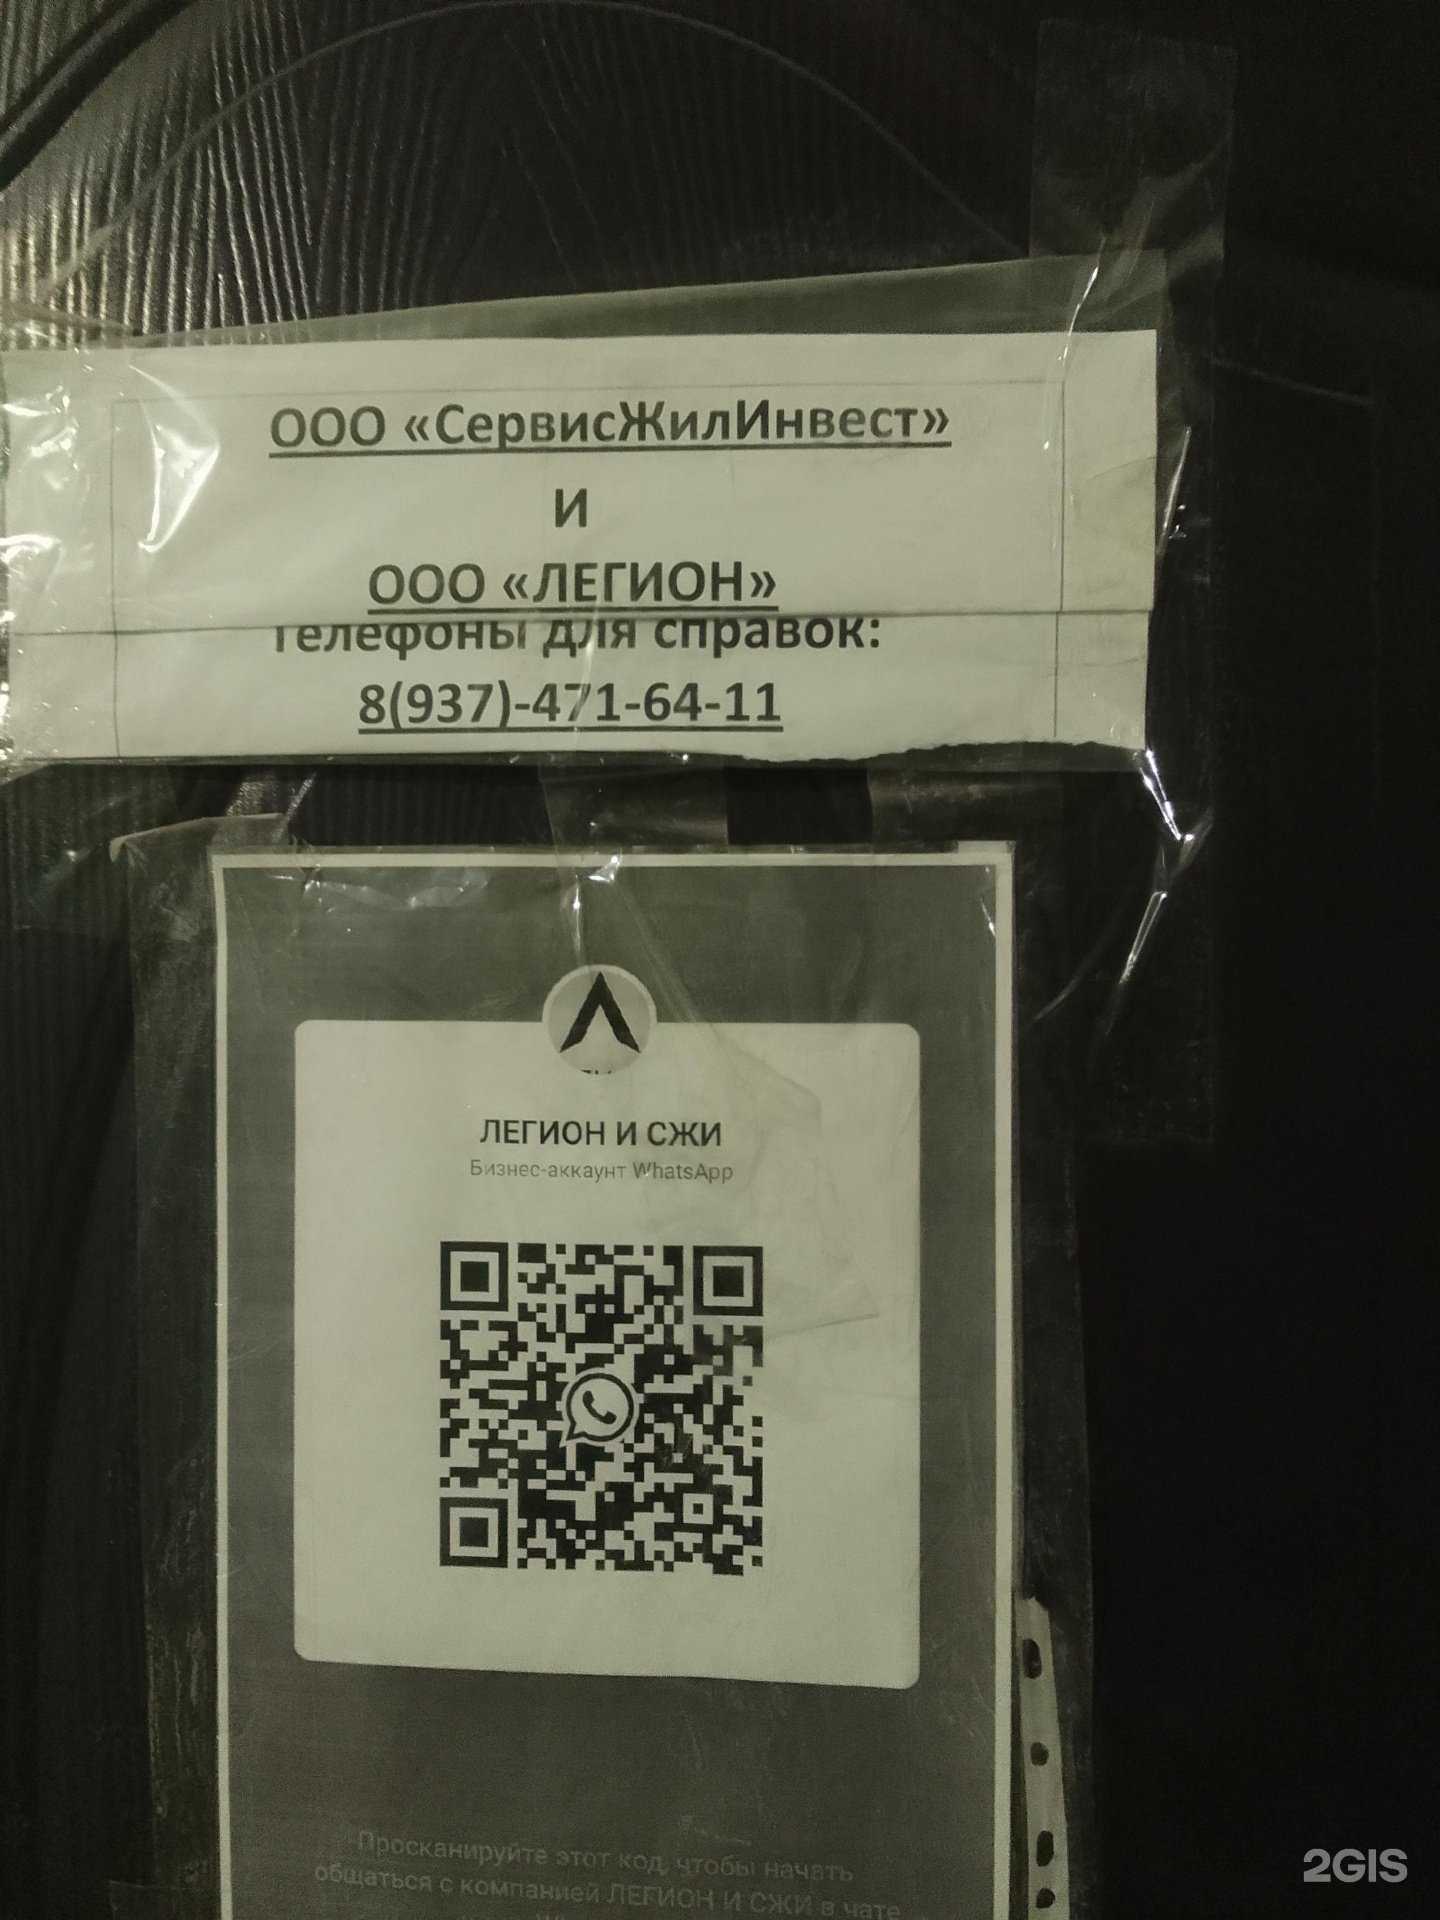 ООО «СервисЖилИнвест»
И
ООО «ЛЕГИОН»
Телефоны для справок:
8(937)-471-64-11
ЛЕГИОН И СЖИ
Бизнес-аккаунт WhatsApp
Просканируйте этот код, чтобы начать
общаться с компанией ЛЕГИОН И СЖИ в чате
2GIS